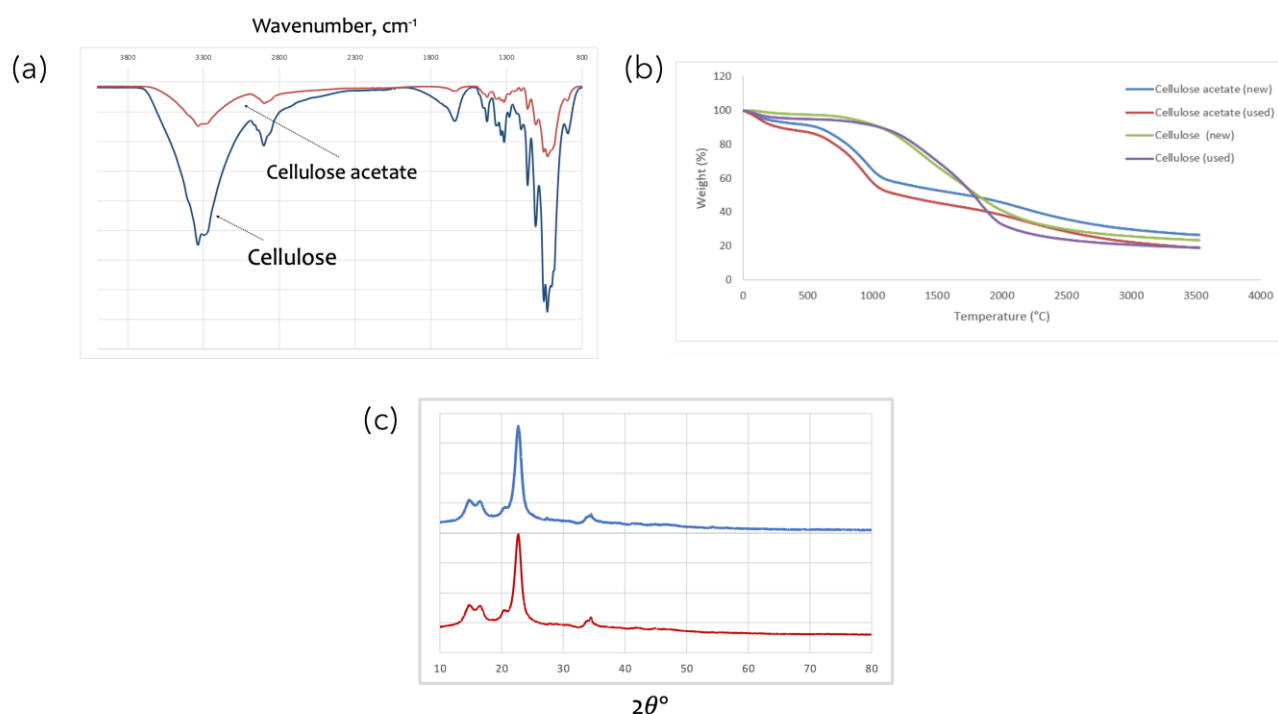 Wavenumber, cm⁻¹
(a)
3800 3300 2800 2300 1800 1300 800
Cellulose acetate
Cellulose
(b)
120
100
80
60
40
20
0
Weight (%)
0 500 1000 1500 2000 2500 3000 3500 4000
Temperature (°C)
Cellulose acetate (new)
Cellulose acetate (used)
Cellulose (new)
Cellulose (used)
(c)
10 20 30 40 50 60 70 80
2θ°